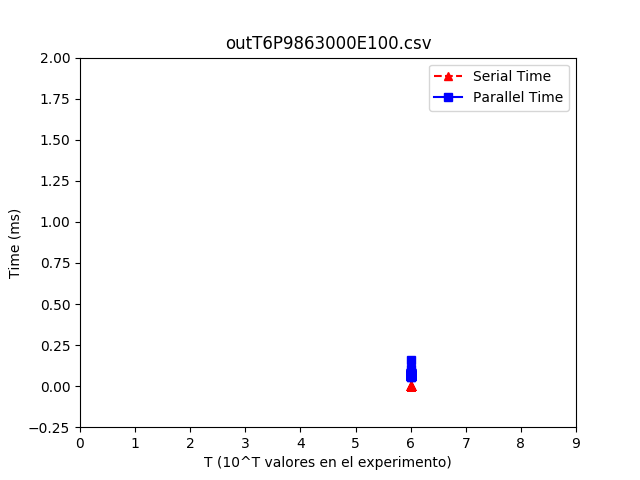 outT6P9863000E100.csv
Serial Time
Parallel Time
2.00
1.75
1.50
1.25
1.00
0.75
0.50
0.25
0.00
−0.25
Time (ms)
0 1 2 3 4 5 6 7 8 9
T (10^T valores en el experimento)